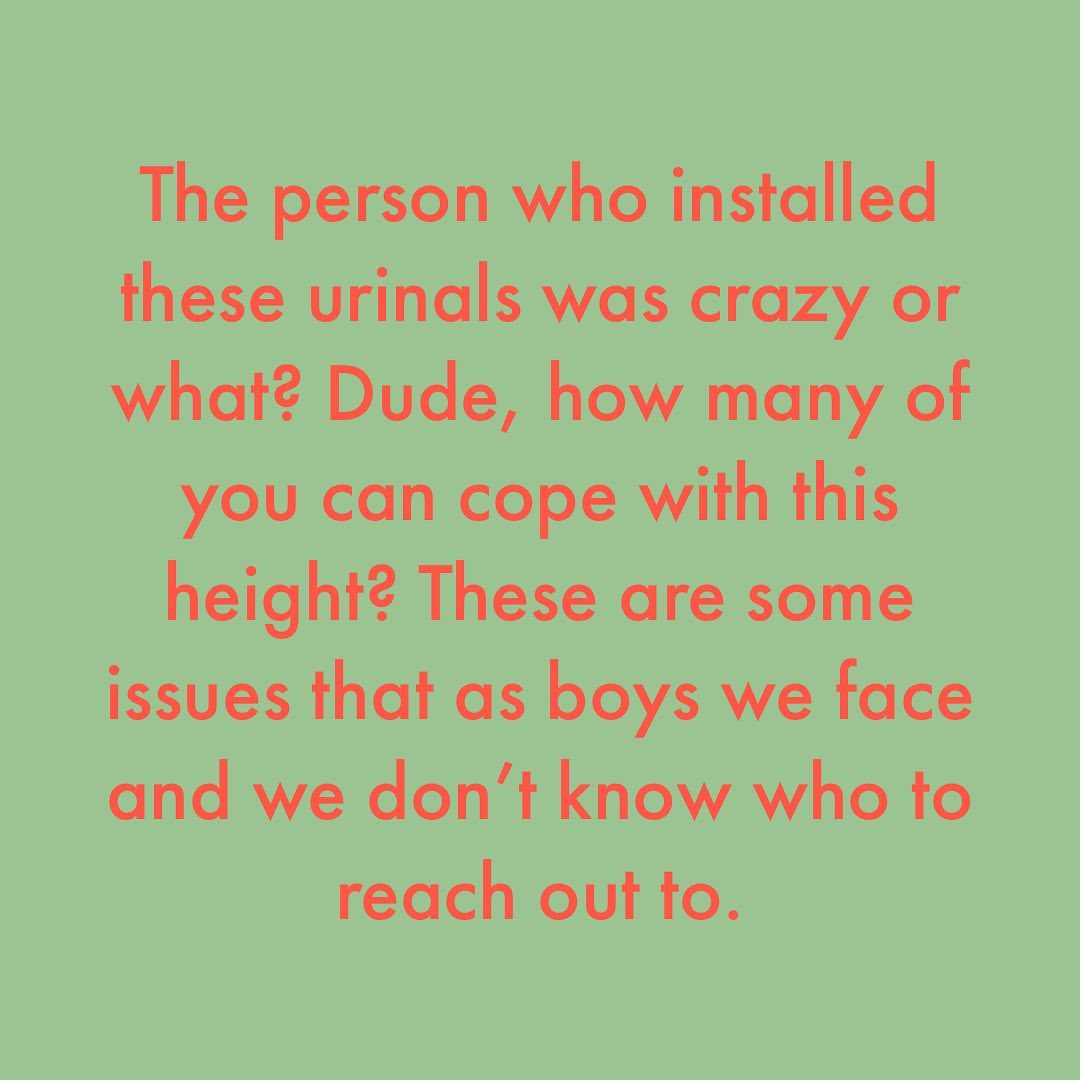 The person who installed
these urinals was crazy or
what? Dude, how many of
you can cope with this
height? These are some
issues that as boys we face
and we don’t know who to
reach out to.